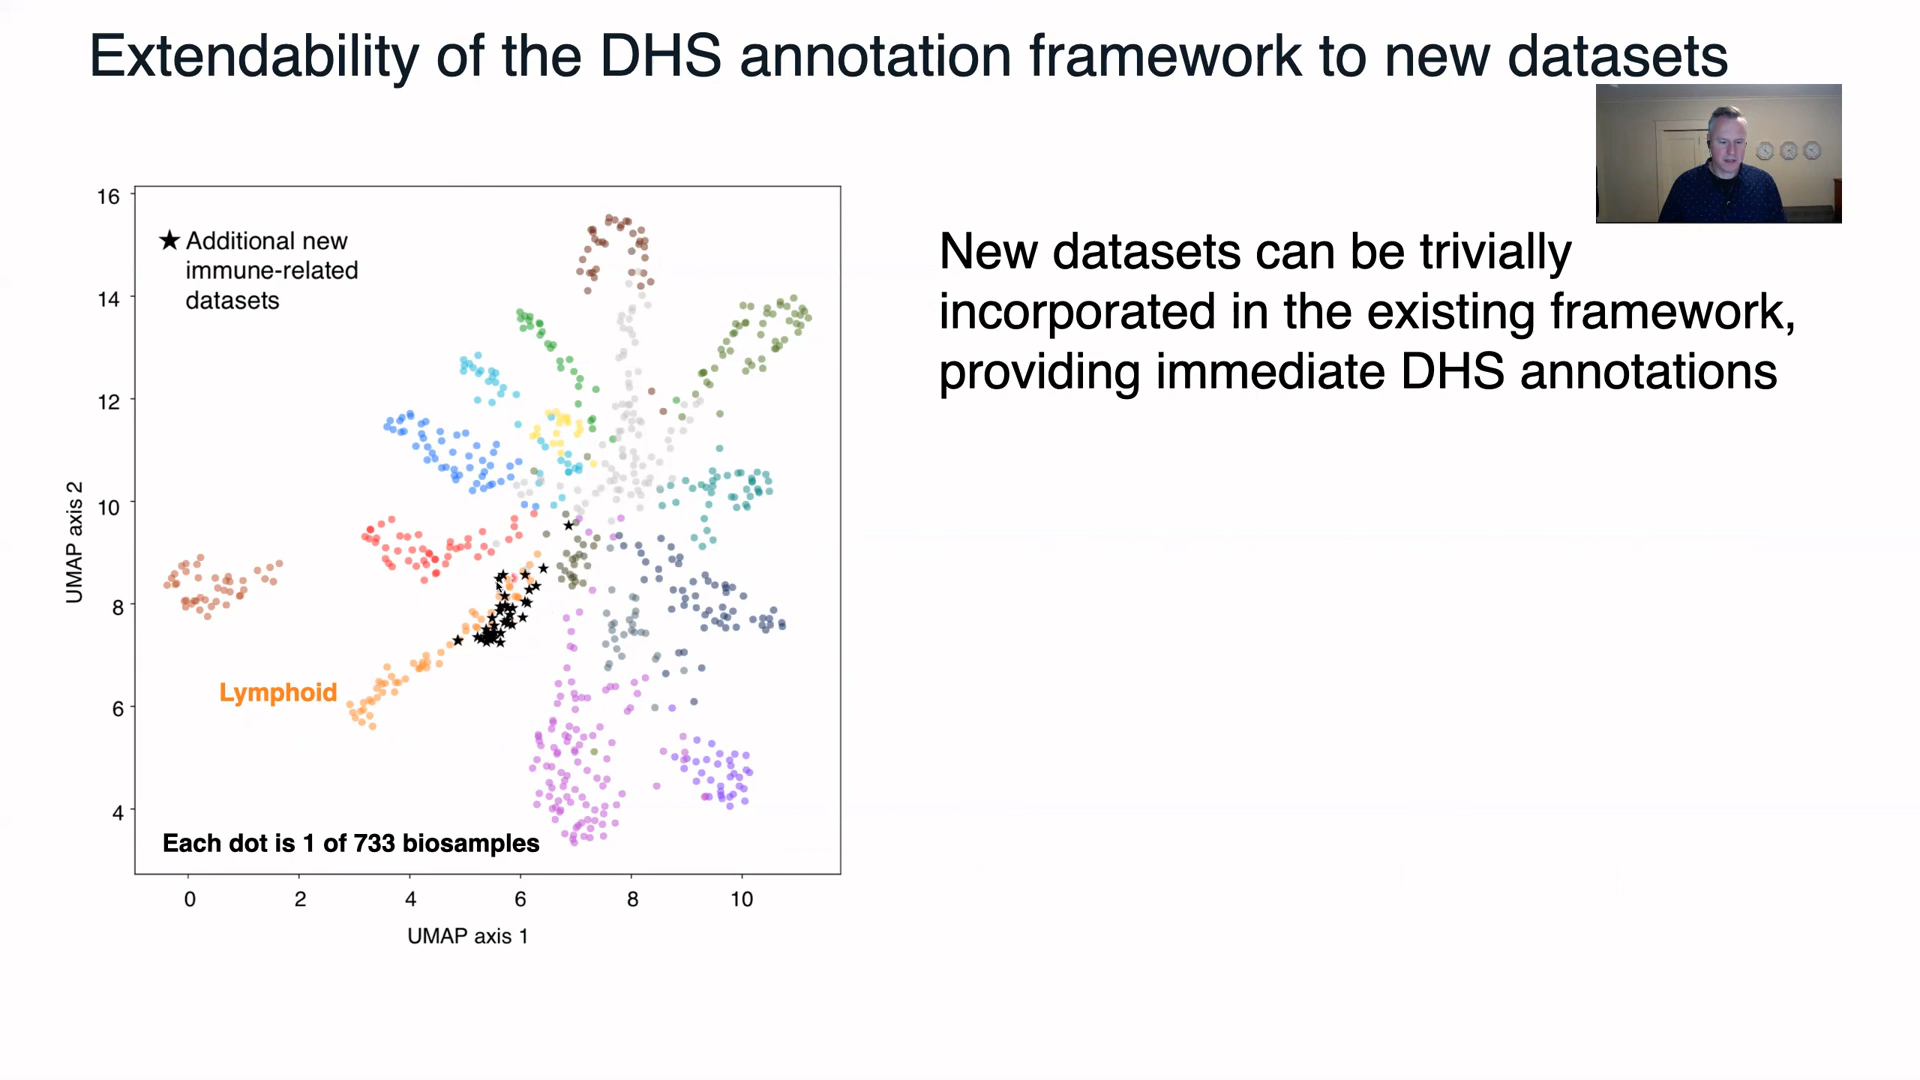 Extendability of the DHS annotation framework to new datasets
★ Additional new
immune-related
datasets
New datasets can be trivially
incorporated in the existing framework,
providing immediate DHS annotations
16
14
12
10
8
6
4
UMAP axis 2
Lymphoid
Each dot is 1 of 733 biosamples
0 2 4 6 8 10
UMAP axis 1